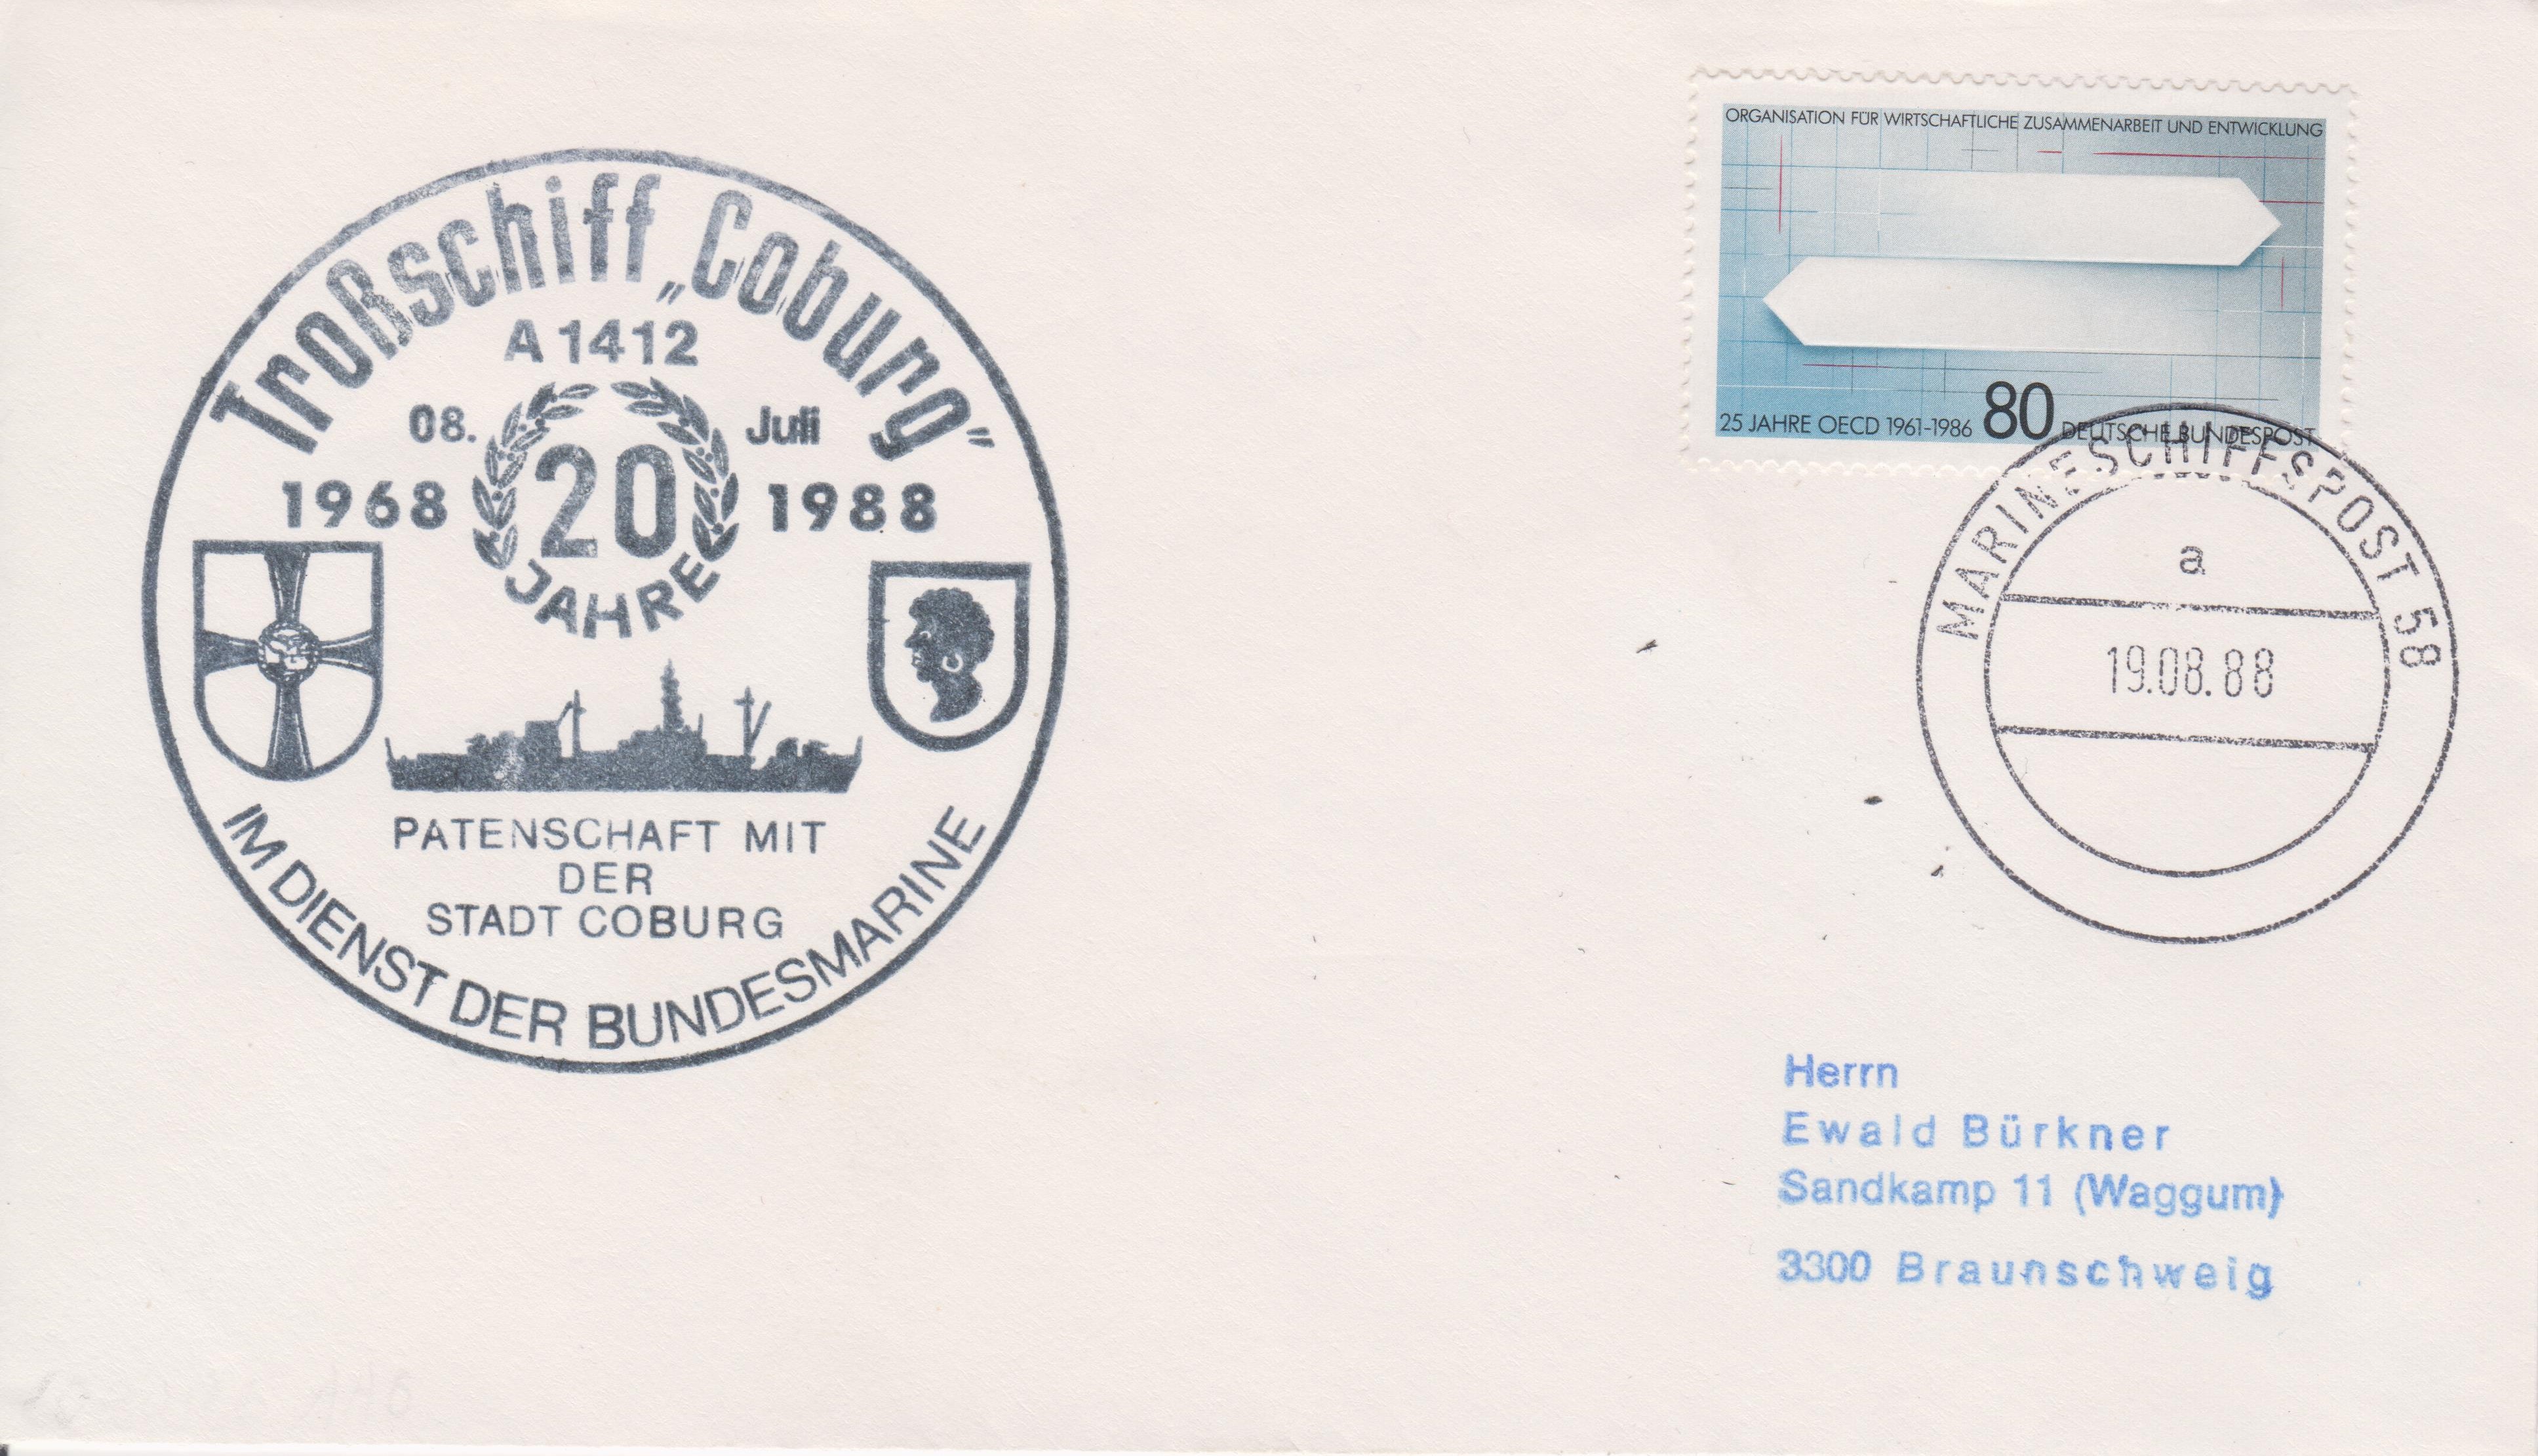 Troßschiff „Coburg"
A 1412
08. Juli
1968 20 1988
JAHRE
PATENSCHAFT MIT
DER
STADT COBURG
IM DIENST DER BUNDESMARINE
ORGANISATION FÜR WIRTSCHAFTLICHE ZUSAMMENARBEIT UND ENTWICKLUNG
25 JAHRE OECD 1961-1986 80 DEUTSCHE BUNDESPOST
MARINESCHIFFSPOST 58
a
19.08.88
Herrn
Ewald Bürkner
Sandkamp 11 (Waggum)
3300 Braunschweig